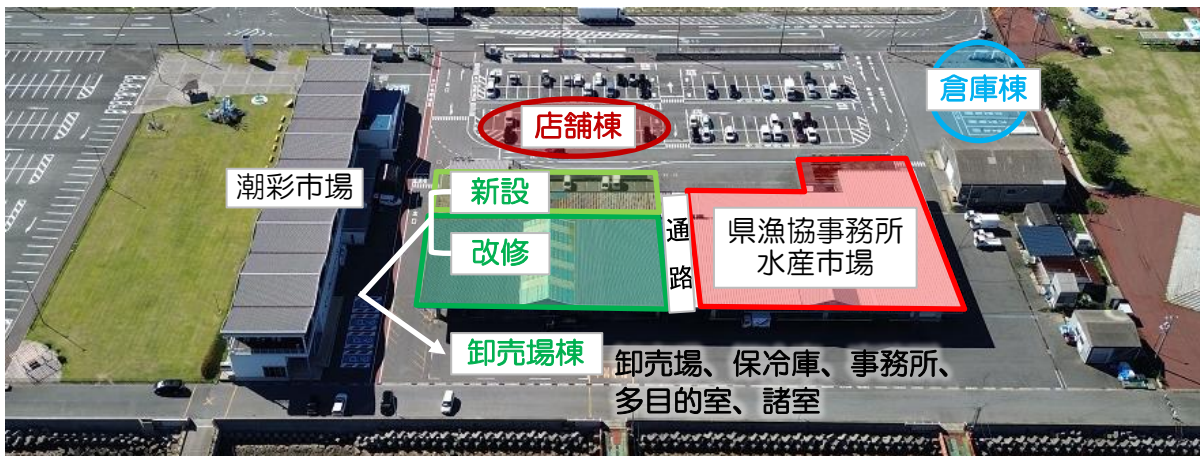 倉庫棟
店舗棟
潮彩市場
新設
改修
通路
県漁協事務所
水産市場
卸売場棟
卸売場、保冷庫、事務所、
多目的室、諸室